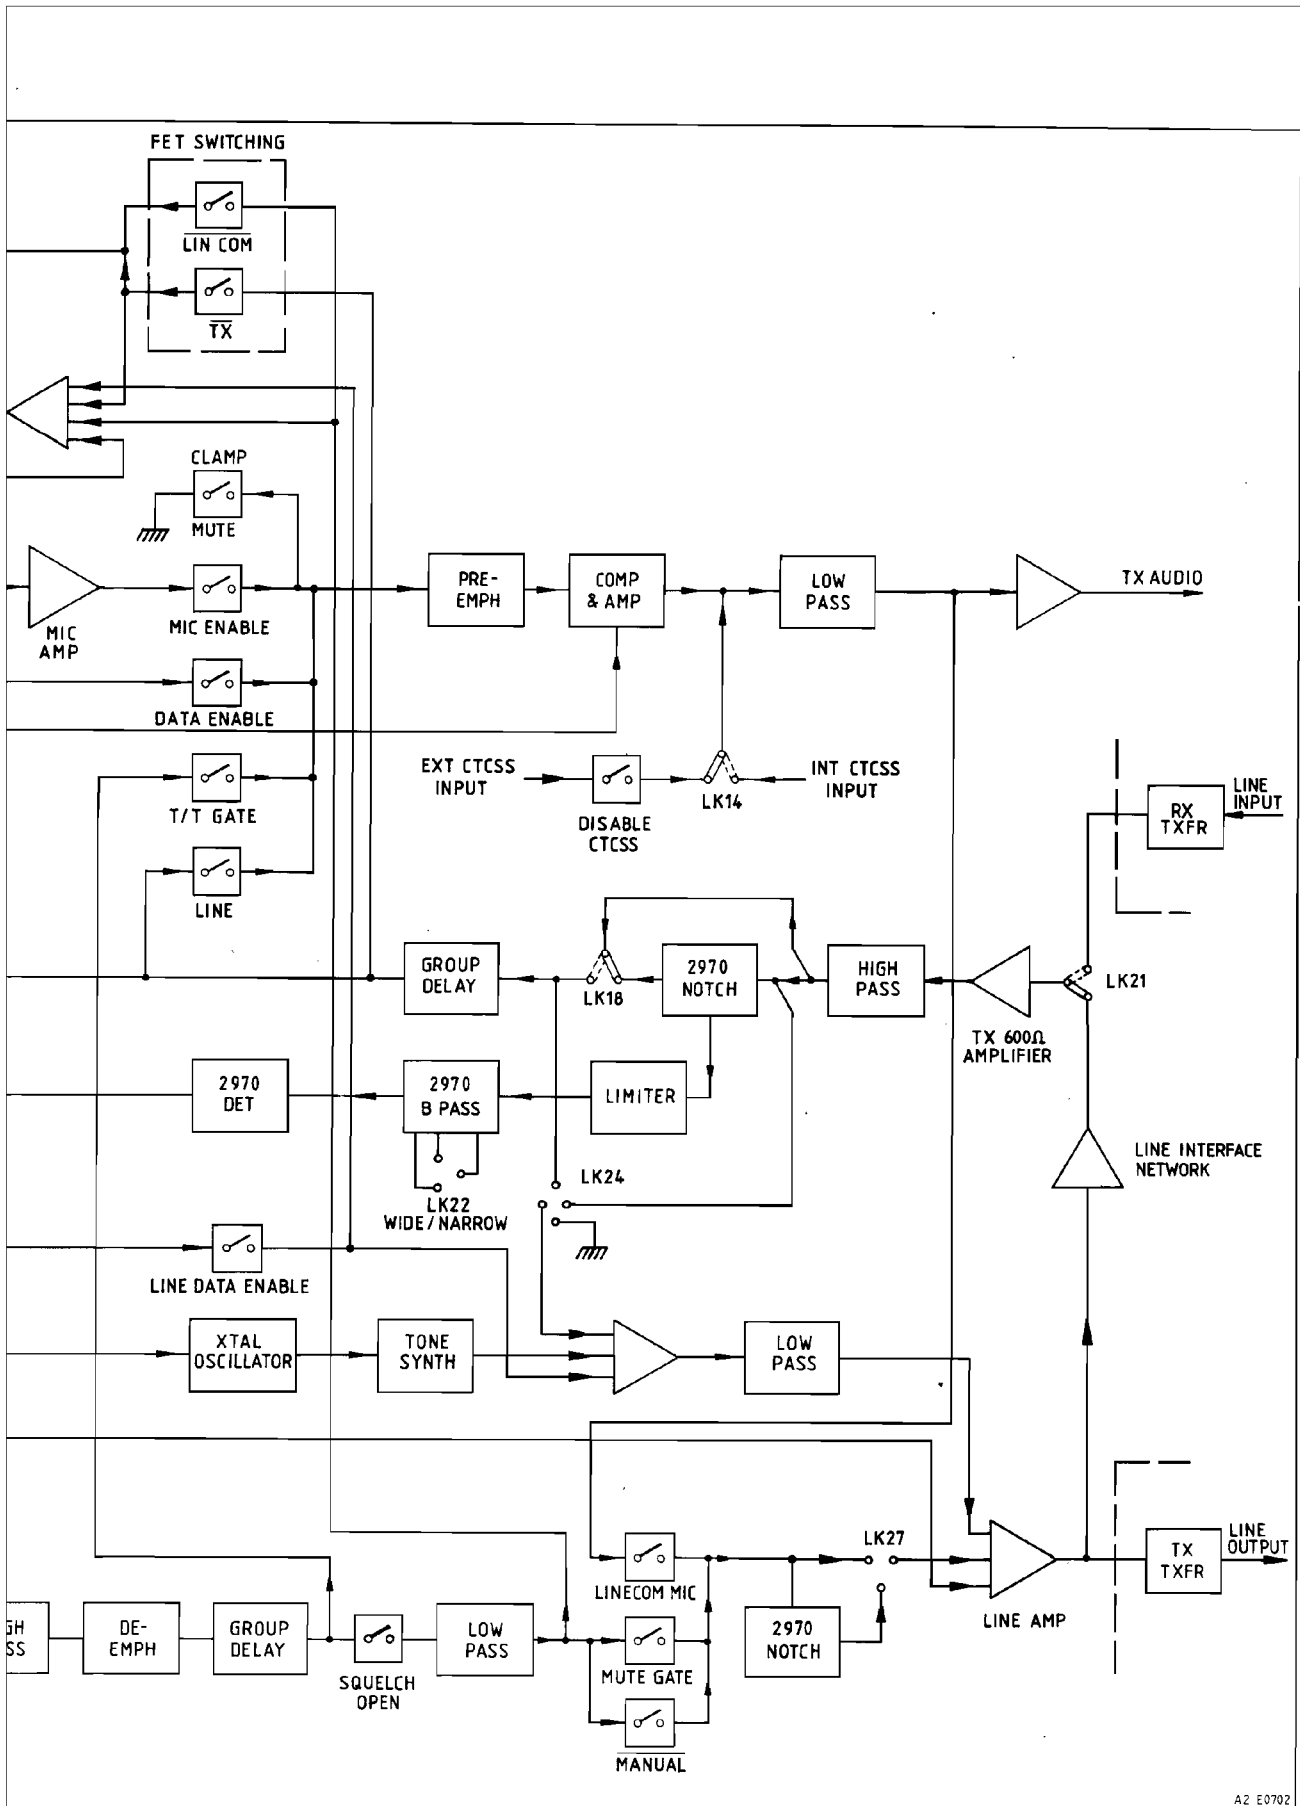 FET SWITCHING
LIN COM
TX
CLAMP
MUTE
MIC
AMP
MIC ENABLE
PRE-
EMPH
COMP
& AMP
LOW
PASS
TX AUDIO
DATA ENABLE
T/T GATE
EXT CTCSS
INPUT
DISABLE
CTCSS
LK14
INT CTCSS
INPUT
RX
TXFR
LINE
INPUT
LINE
GROUP
DELAY
LK18
2970
NOTCH
HIGH
PASS
TX 600Ω
AMPLIFIER
LK21
2970
DET
2970
B PASS
LIMITER
LK22
WIDE/NARROW
LK24
LINE INTERFACE
NETWORK
LINE DATA ENABLE
XTAL
OSCILLATOR
TONE
SYNTH
LOW
PASS
LINECOM MIC
LK27
LINE AMP
TX
TXFR
LINE
OUTPUT
GH
SS
DE-
EMPH
GROUP
DELAY
SQUELCH
OPEN
LOW
PASS
MUTE GATE
2970
NOTCH
MANUAL
A2 E0702